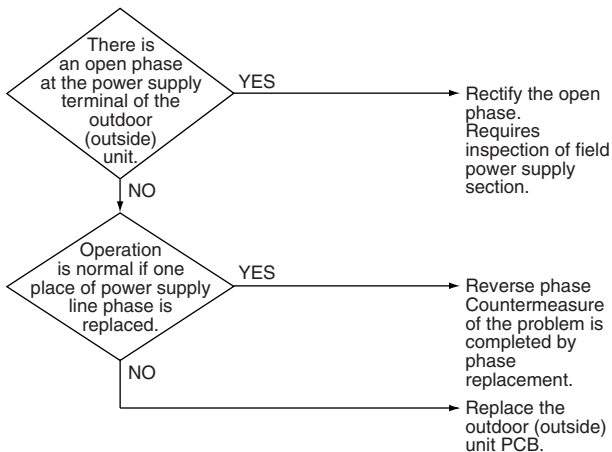 There is
an open phase
at the power supply
terminal of the
outdoor
(outside)
unit.
YES
Rectify the open
phase.
Requires
inspection of field
power supply
section.
NO
Operation
is normal if one
place of power supply
line phase is
replaced.
YES
Reverse phase
Countermeasure
of the problem is
completed by
phase
replacement.
NO
Replace the
outdoor (outside)
unit PCB.